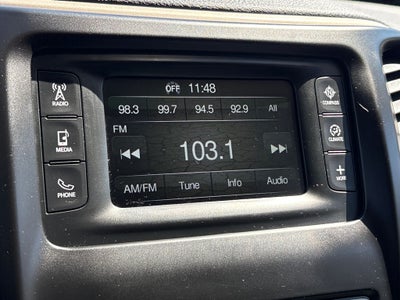 OFF 11:48
98.3 99.7 94.5 92.9 All
FM
103.1
AM/FM Tune Info Audio
RADIO
MEDIA
PHONE
COMPASS
CLIMATE
MORE